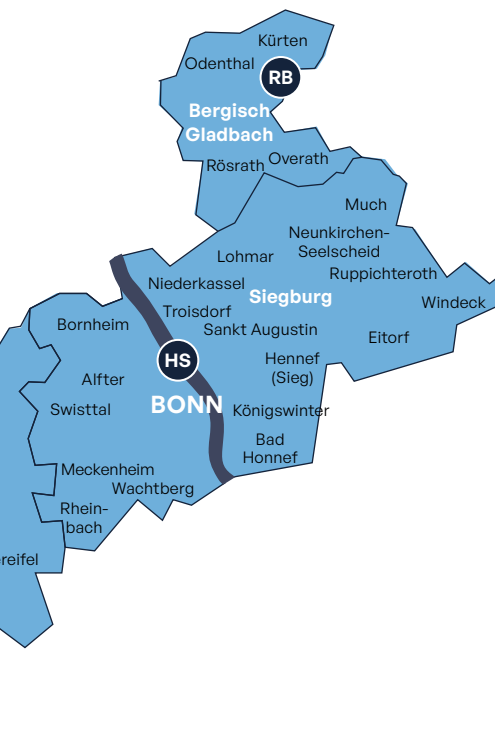 Kürten
Odenthal
RB
Bergisch
Gladbach
Rösrath
Overath
Much
Neunkirchen-
Seelscheid
Lohmar
Ruppichteroth
Niederkassel
Siegburg
Windeck
Troisdorf
Bornheim
Sankt Augustin
Eitorf
HS
Hennef
(Sieg)
Alfter
BONN
Swisttal
Königswinter
Bad
Honnef
Meckenheim
Wachtberg
Rhein-
bach
reifel